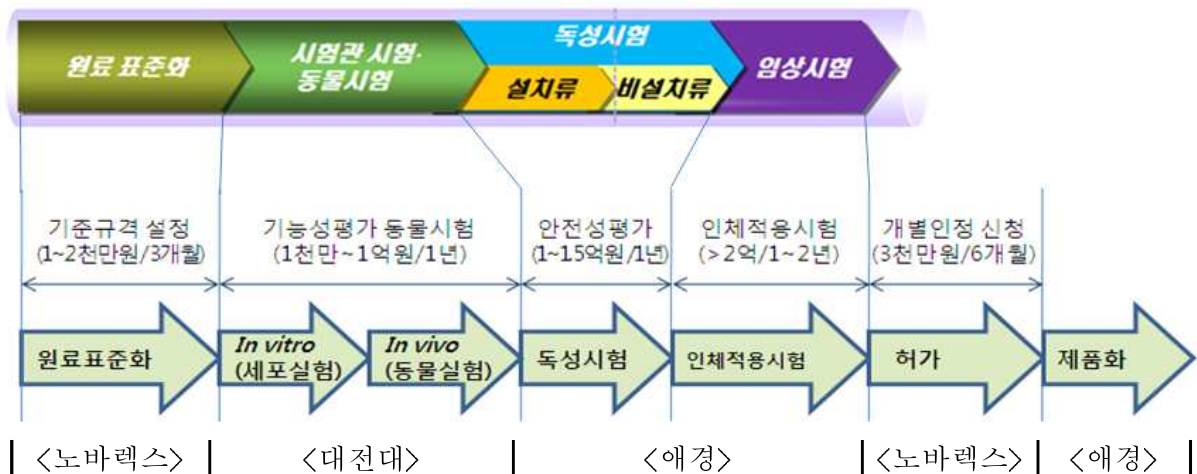 원료 표준화
시험관 시험·
동물시험
독성시험
설치류
비설치류
임상시험
기준규격 설정
(1~2천만원/3개월)
기능성평가 동물시험
(1천만~1억원/1년)
안전성평가
(1~1.5억원/1년)
인체적용시험
(>2억/1~2년)
개별인정 신청
(3천만원/6개월)
원료표준화
In vitro
(세포실험)
In vivo
(동물실험)
독성시험
인체적용시험
허가
제품화
<노바렉스>
<대전대>
<애경>
<노바렉스>
<애경>